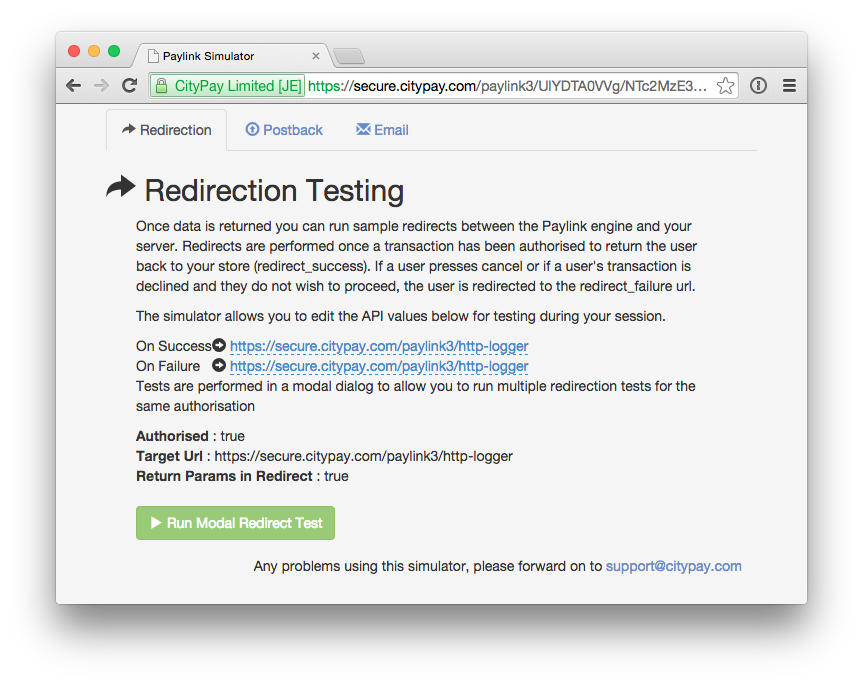 Paylink Simulator
CityPay Limited [JE] https://secure.citypay.com/paylink3/UlYDTA0VVg/NTc2MzE3...
Redirection Postback Email
Redirection Testing
Once data is returned you can run sample redirects between the Paylink engine and your
server. Redirects are performed once a transaction has been authorised to return the user
back to your store (redirect_success). If a user presses cancel or if a user's transaction is
declined and they do not wish to proceed, the user is redirected to the redirect_failure url.
The simulator allows you to edit the API values below for testing during your session.
On Success https://secure.citypay.com/paylink3/http-logger
On Failure https://secure.citypay.com/paylink3/http-logger
Tests are performed in a modal dialog to allow you to run multiple redirection tests for the
same authorisation
Authorised : true
Target Url : https://secure.citypay.com/paylink3/http-logger
Return Params in Redirect : true
Run Modal Redirect Test
Any problems using this simulator, please forward on to support@citypay.com